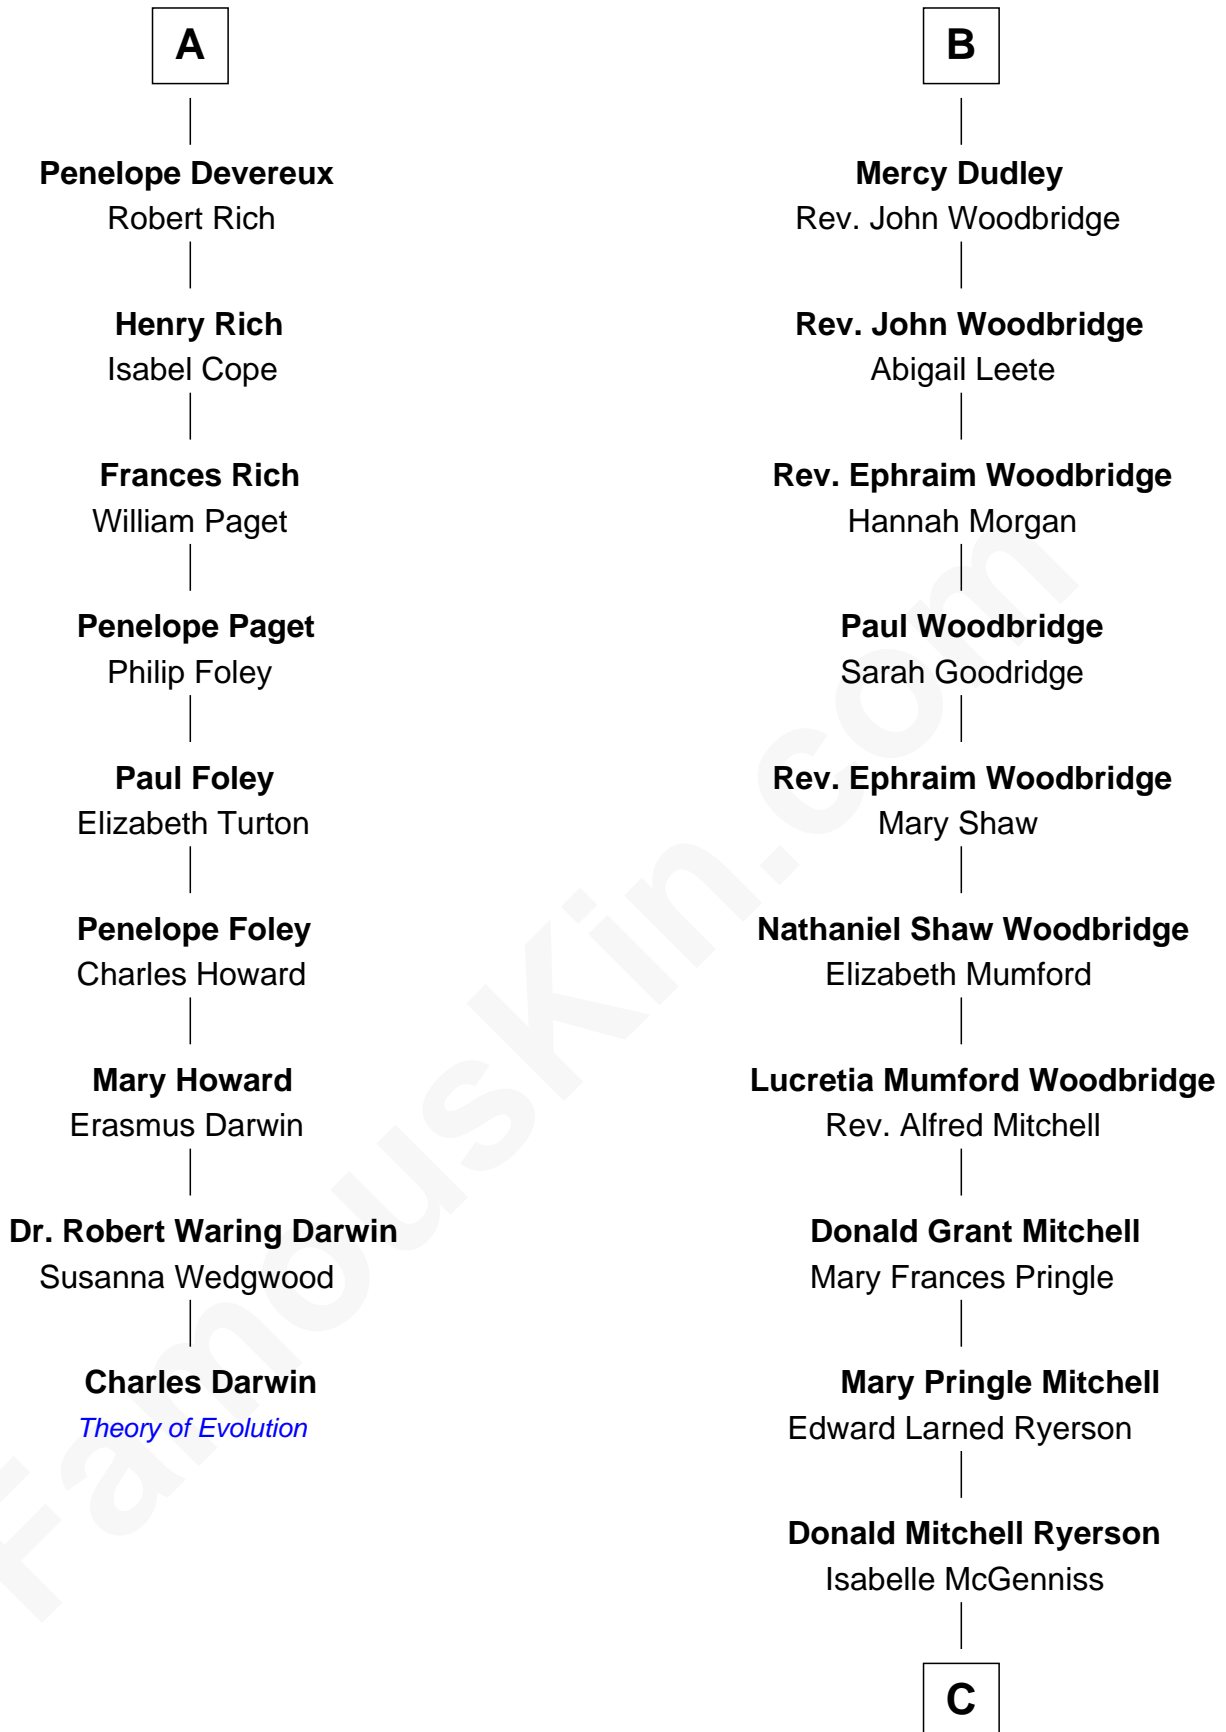 A
Penelope Devereux
Robert Rich
Henry Rich
Isabel Cope
Frances Rich
William Paget
Penelope Paget
Philip Foley
Paul Foley
Elizabeth Turton
Penelope Foley
Charles Howard
Mary Howard
Erasmus Darwin
Dr. Robert Waring Darwin
Susanna Wedgwood
Charles Darwin
Theory of Evolution
B
Mercy Dudley
Rev. John Woodbridge
Rev. John Woodbridge
Abigail Leete
Rev. Ephraim Woodbridge
Hannah Morgan
Paul Woodbridge
Sarah Goodridge
Rev. Ephraim Woodbridge
Mary Shaw
Nathaniel Shaw Woodbridge
Elizabeth Mumford
Lucretia Mumford Woodbridge
Rev. Alfred Mitchell
Donald Grant Mitchell
Mary Frances Pringle
Mary Pringle Mitchell
Edward Larned Ryerson
Donald Mitchell Ryerson
Isabelle McGenniss
C
FamousKin.com